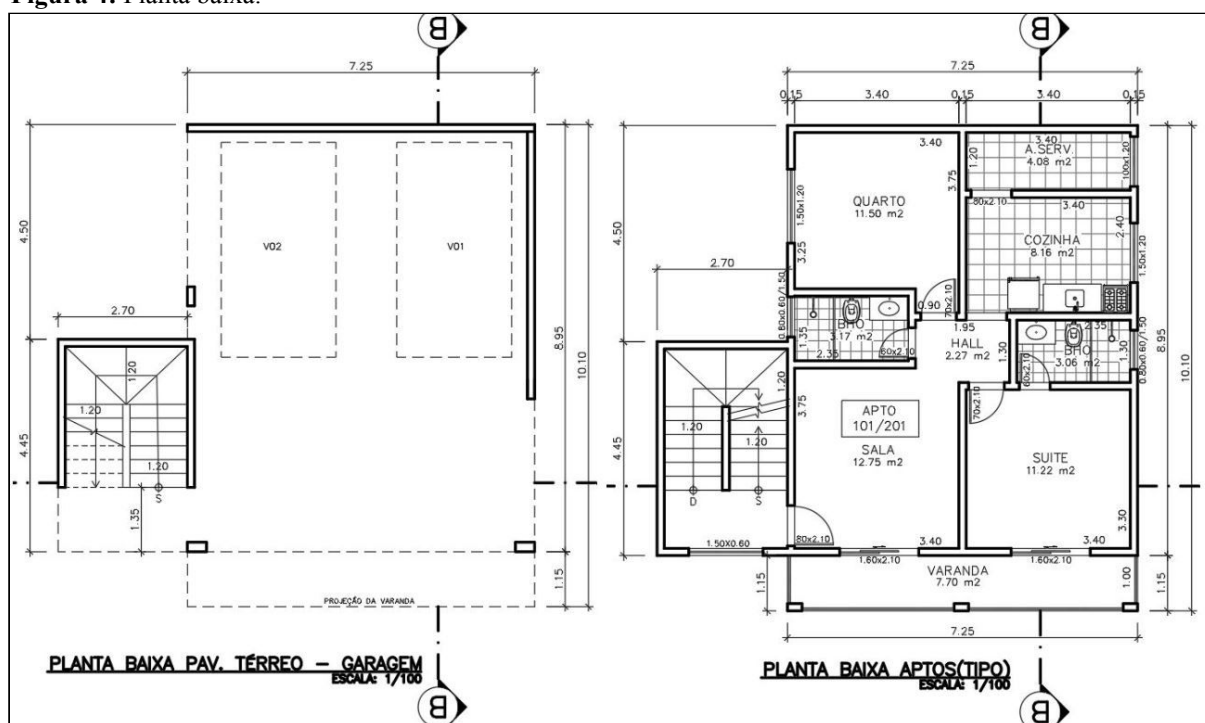 Figura 4. Planta baixa.
B
7.25
4.50
2.70
4.45
1.20
1.20
1.20
S
1.35
V02
V01
8.95
10.10
1.15
PROJEÇÃO DA VARANDA
PLANTA BAIXA PAV. TÉRREO – GARAGEM
ESCALA: 1/100
B
B
7.25
0.15
3.40
0.15
3.40
0.15
4.50
2.70
4.45
3.40
QUARTO
11.50 m2
3.75
1.50x1.20
3.25
3.40
A.SERV.
4.08 m2
1.20
100x1.20
80x2.10
3.40
COZINHA
8.16 m2
2.40
1.50x1.20
0.90
70x2.10
0.80x0.60/1.50
BHO
3.17 m2
1.35
2.35
60x2.10
1.95
HALL
2.27 m2
1.30
2.35
BHO
3.06 m2
1.30
60x2.10
0.80x0.60/1.50
70x2.10
1.20
1.20
1.20
D
S
3.75
APTO
101/201
SALA
12.75 m2
SUITE
11.22 m2
3.30
1.50X0.60
80x2.10
3.40
1.60x2.10
3.40
1.60x2.10
VARANDA
7.70 m2
1.00
1.15
1.15
8.95
10.10
7.25
PLANTA BAIXA APTOS(TIPO)
ESCALA: 1/100
B